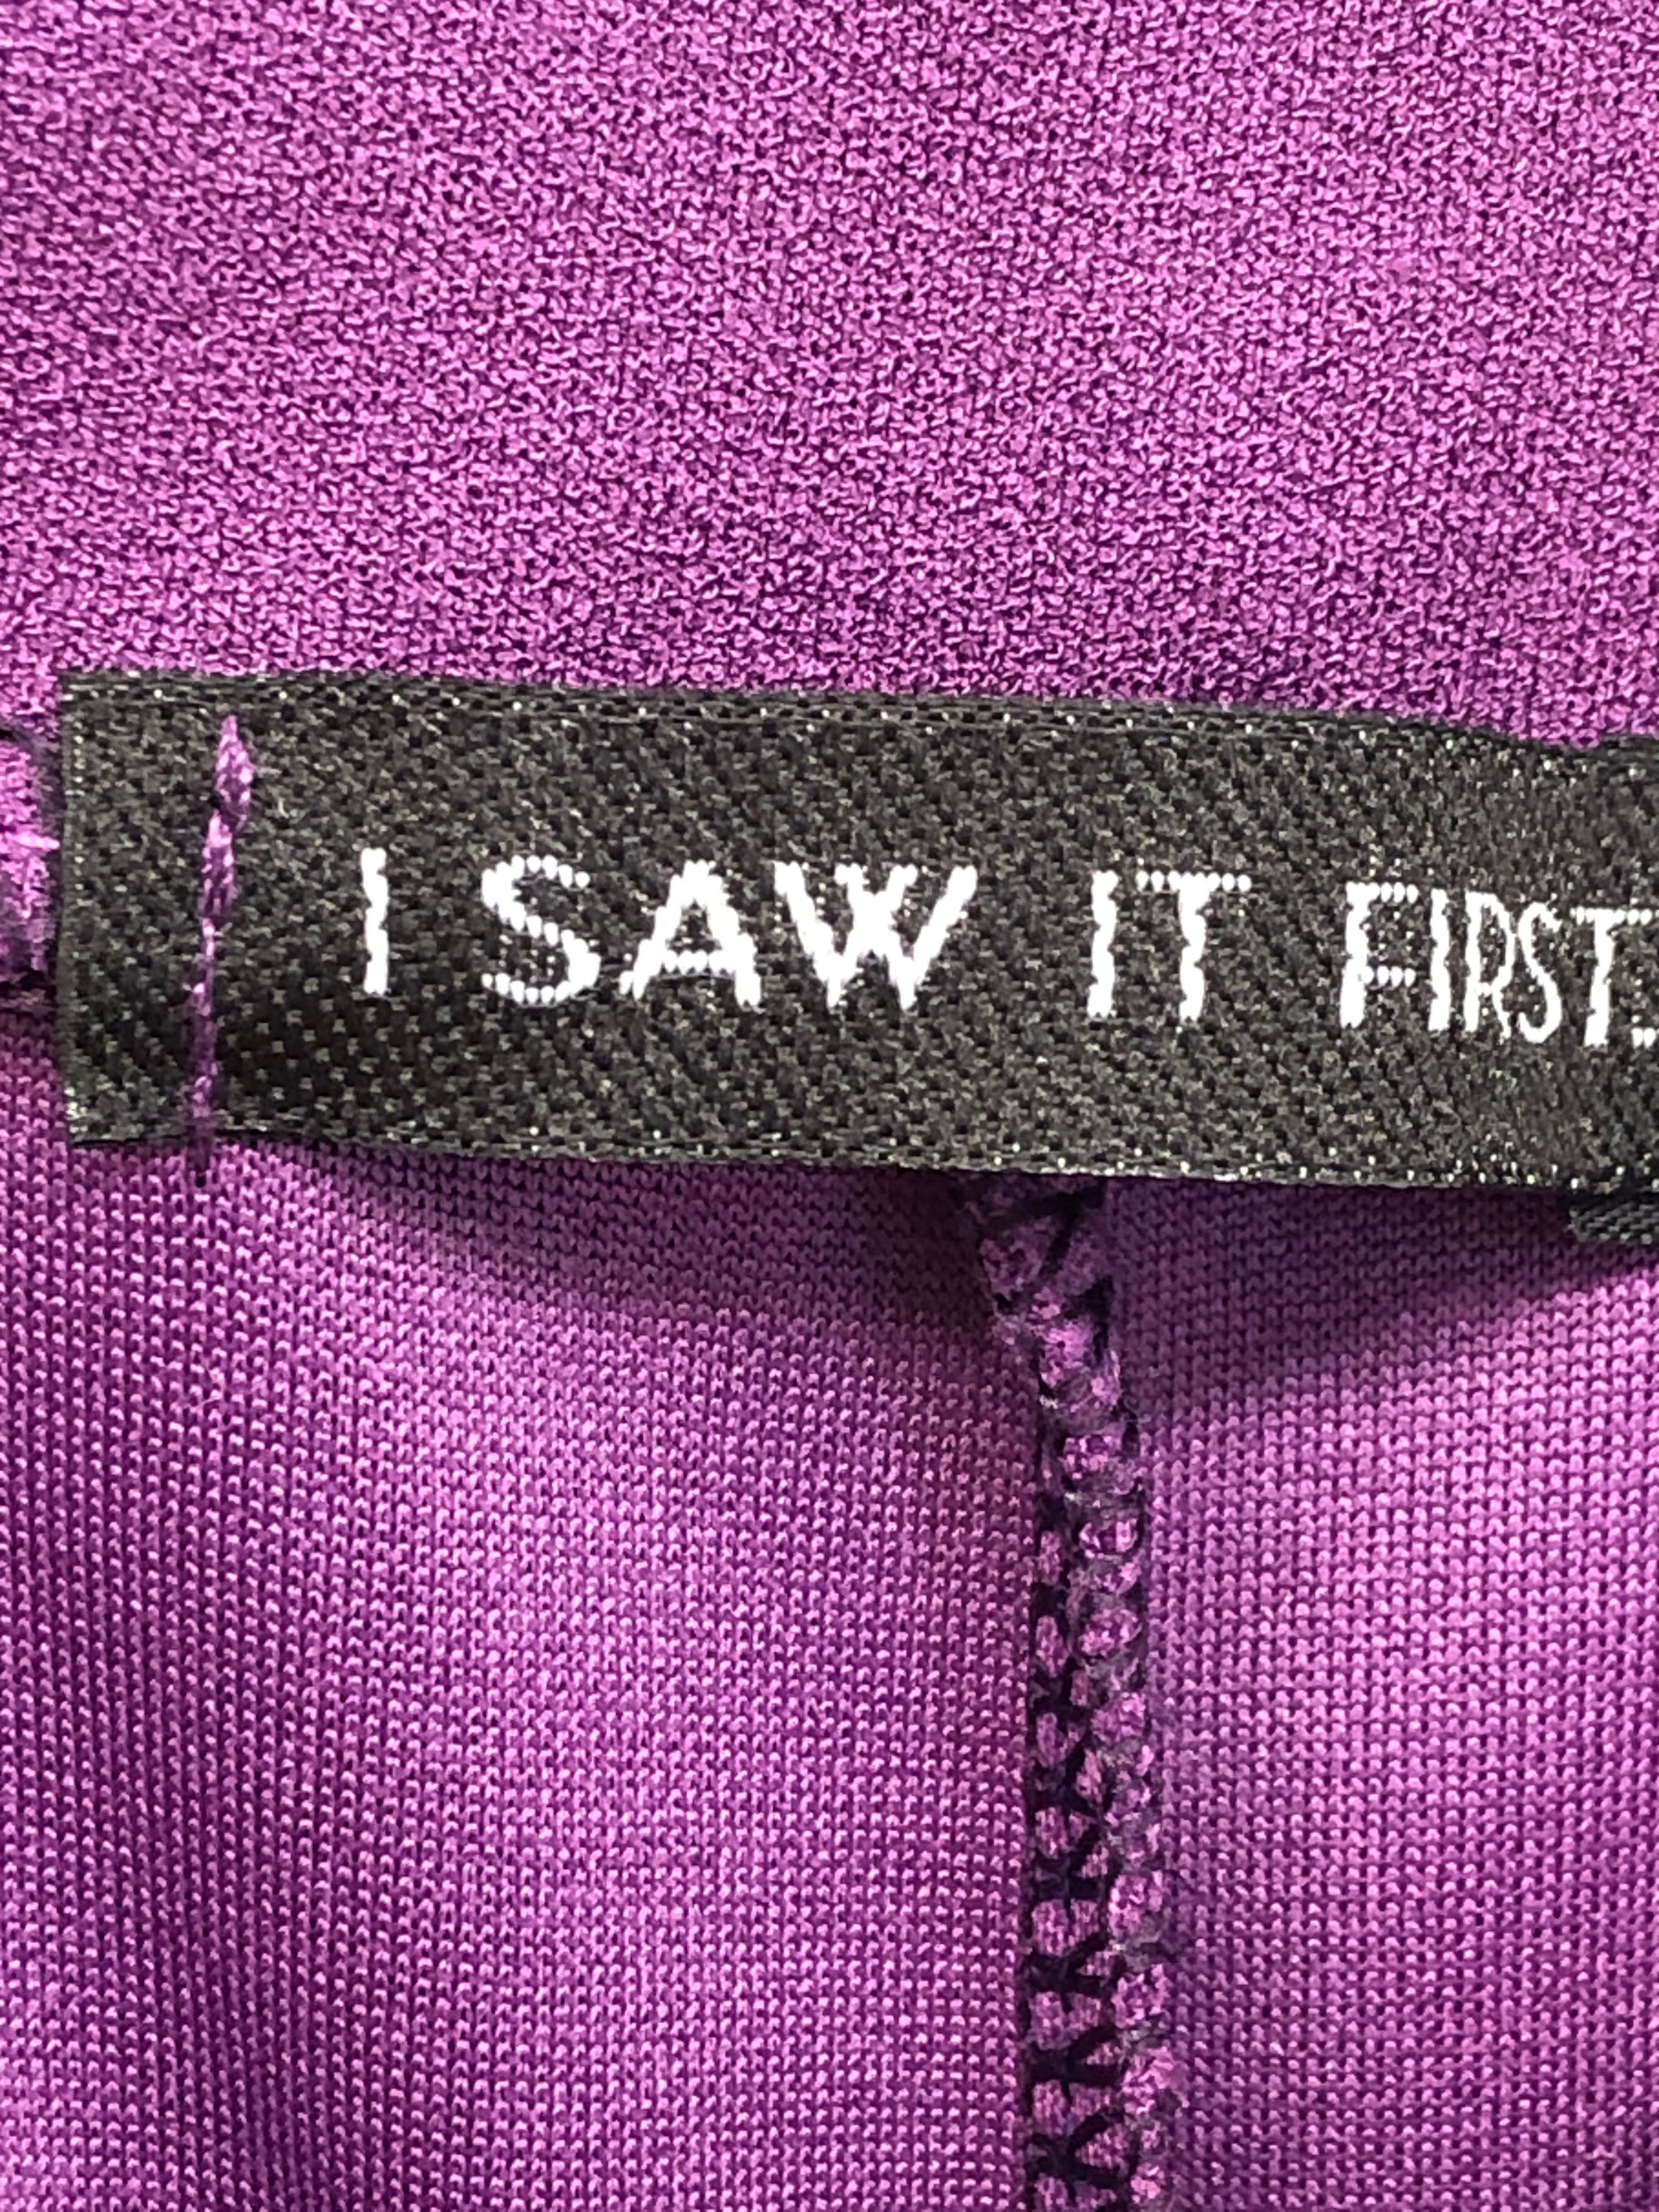 I SAW IT FIRST.